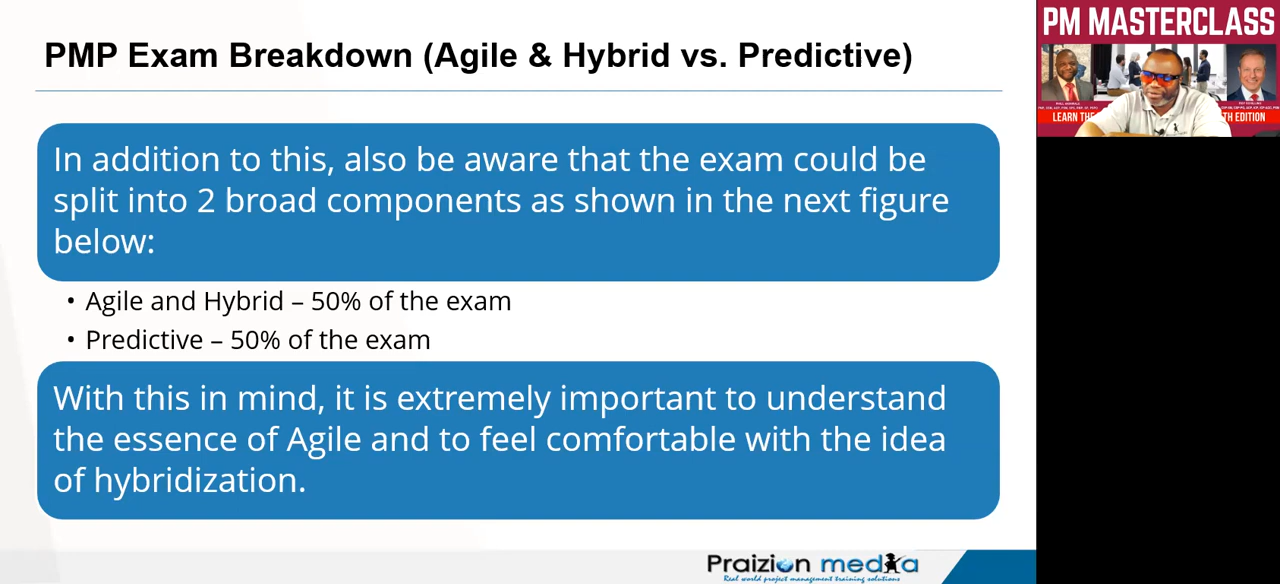 PMP Exam Breakdown (Agile & Hybrid vs. Predictive)
In addition to this, also be aware that the exam could be
split into 2 broad components as shown in the next figure
below:
• Agile and Hybrid – 50% of the exam
• Predictive – 50% of the exam
With this in mind, it is extremely important to understand
the essence of Agile and to feel comfortable with the idea
of hybridization.
Praizion media
Real world project management training solutions
PM MASTERCLASS
LEARN THE
TH EDITION